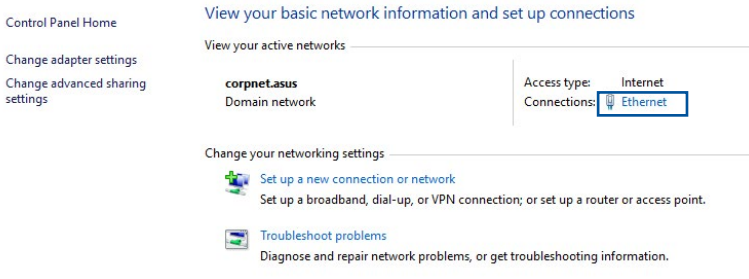 Control Panel Home
Change adapter settings
Change advanced sharing
settings
View your basic network information and set up connections
View your active networks
corpnet.asus
Domain network
Access type: Internet
Connections: Ethernet
Change your networking settings
Set up a new connection or network
Set up a broadband, dial-up, or VPN connection; or set up a router or access point.
Troubleshoot problems
Diagnose and repair network problems, or get troubleshooting information.